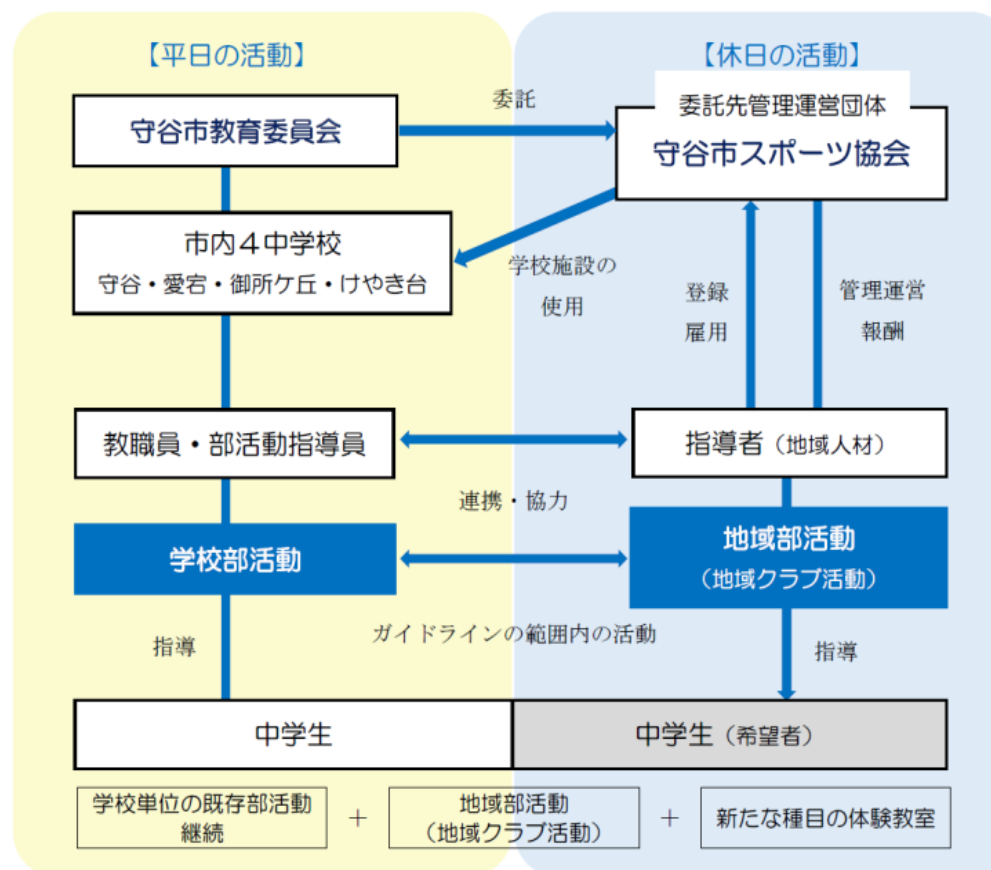 【平日の活動】
【休日の活動】
委託
守谷市教育委員会
委託先管理運営団体
守谷市スポーツ協会
市内4中学校
守谷・愛宕・御所ケ丘・けやき台
学校施設の
使用
登録
雇用
管理運営
報酬
教職員・部活動指導員
指導者（地域人材）
連携・協力
学校部活動
地域部活動
（地域クラブ活動）
ガイドラインの範囲内の活動
指導
指導
中学生
中学生（希望者）
学校単位の既存部活動
継続
+
地域部活動
（地域クラブ活動）
+
新たな種目の体験教室